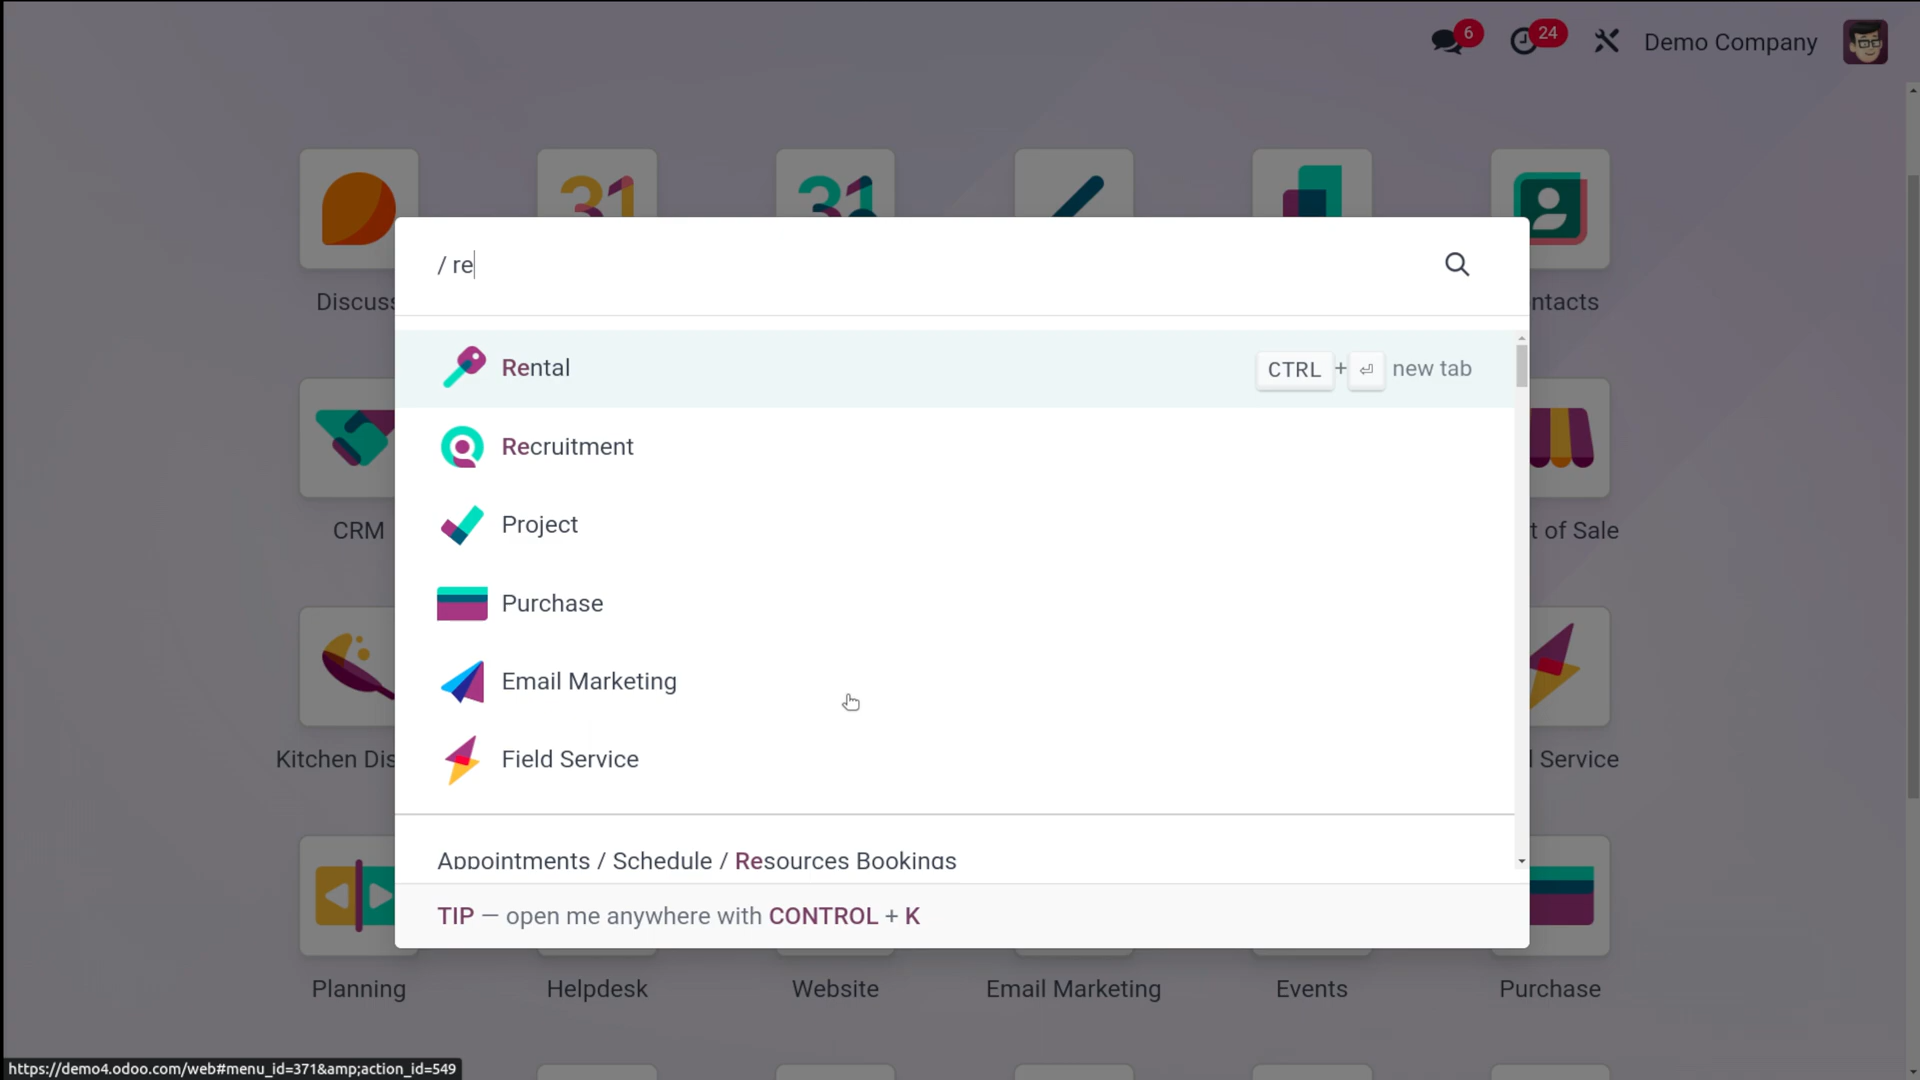 6
24
Demo Company
31
31
/ re
Discuss
ntacts
Rental
CTRL + ⏎ new tab
Recruitment
Project
CRM
t of Sale
Purchase
Email Marketing
Field Service
Kitchen Dis
l Service
Appointments / Schedule / Resources Bookings
TIP — open me anywhere with CONTROL + K
Planning
Helpdesk
Website
Email Marketing
Events
Purchase
https://demo4.odoo.com/web#menu_id=371&amp;action_id=549